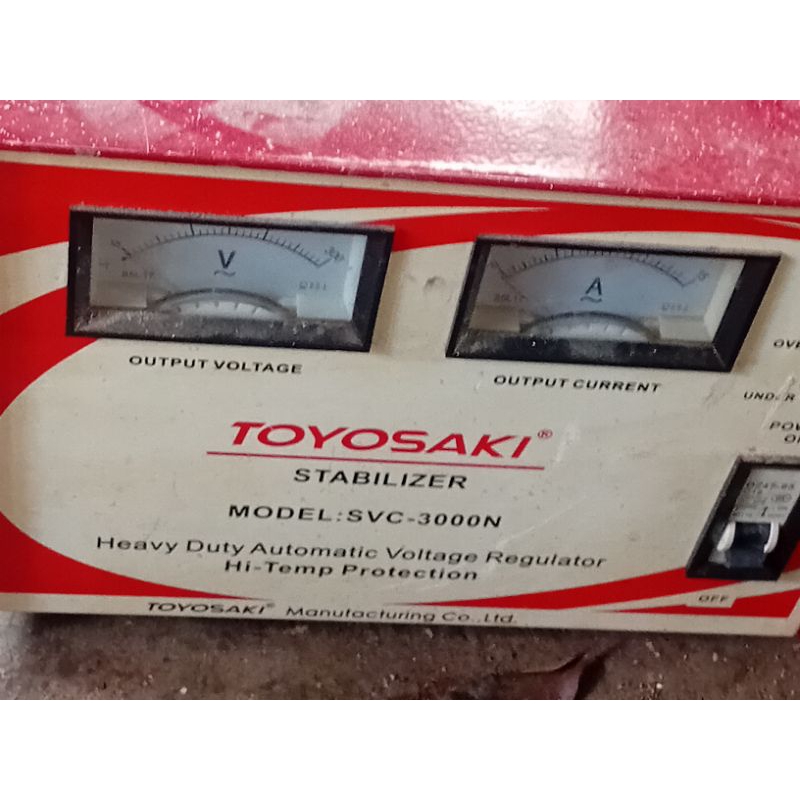 V
A
OUTPUT VOLTAGE
OUTPUT CURRENT
TOYOSAKI®
STABILIZER
MODEL:SVC-3000N
Heavy Duty Automatic Voltage Regulator
Hi-Temp Protection
OFF
TOYOSAKI® Manufacturing Co.,Ltd.